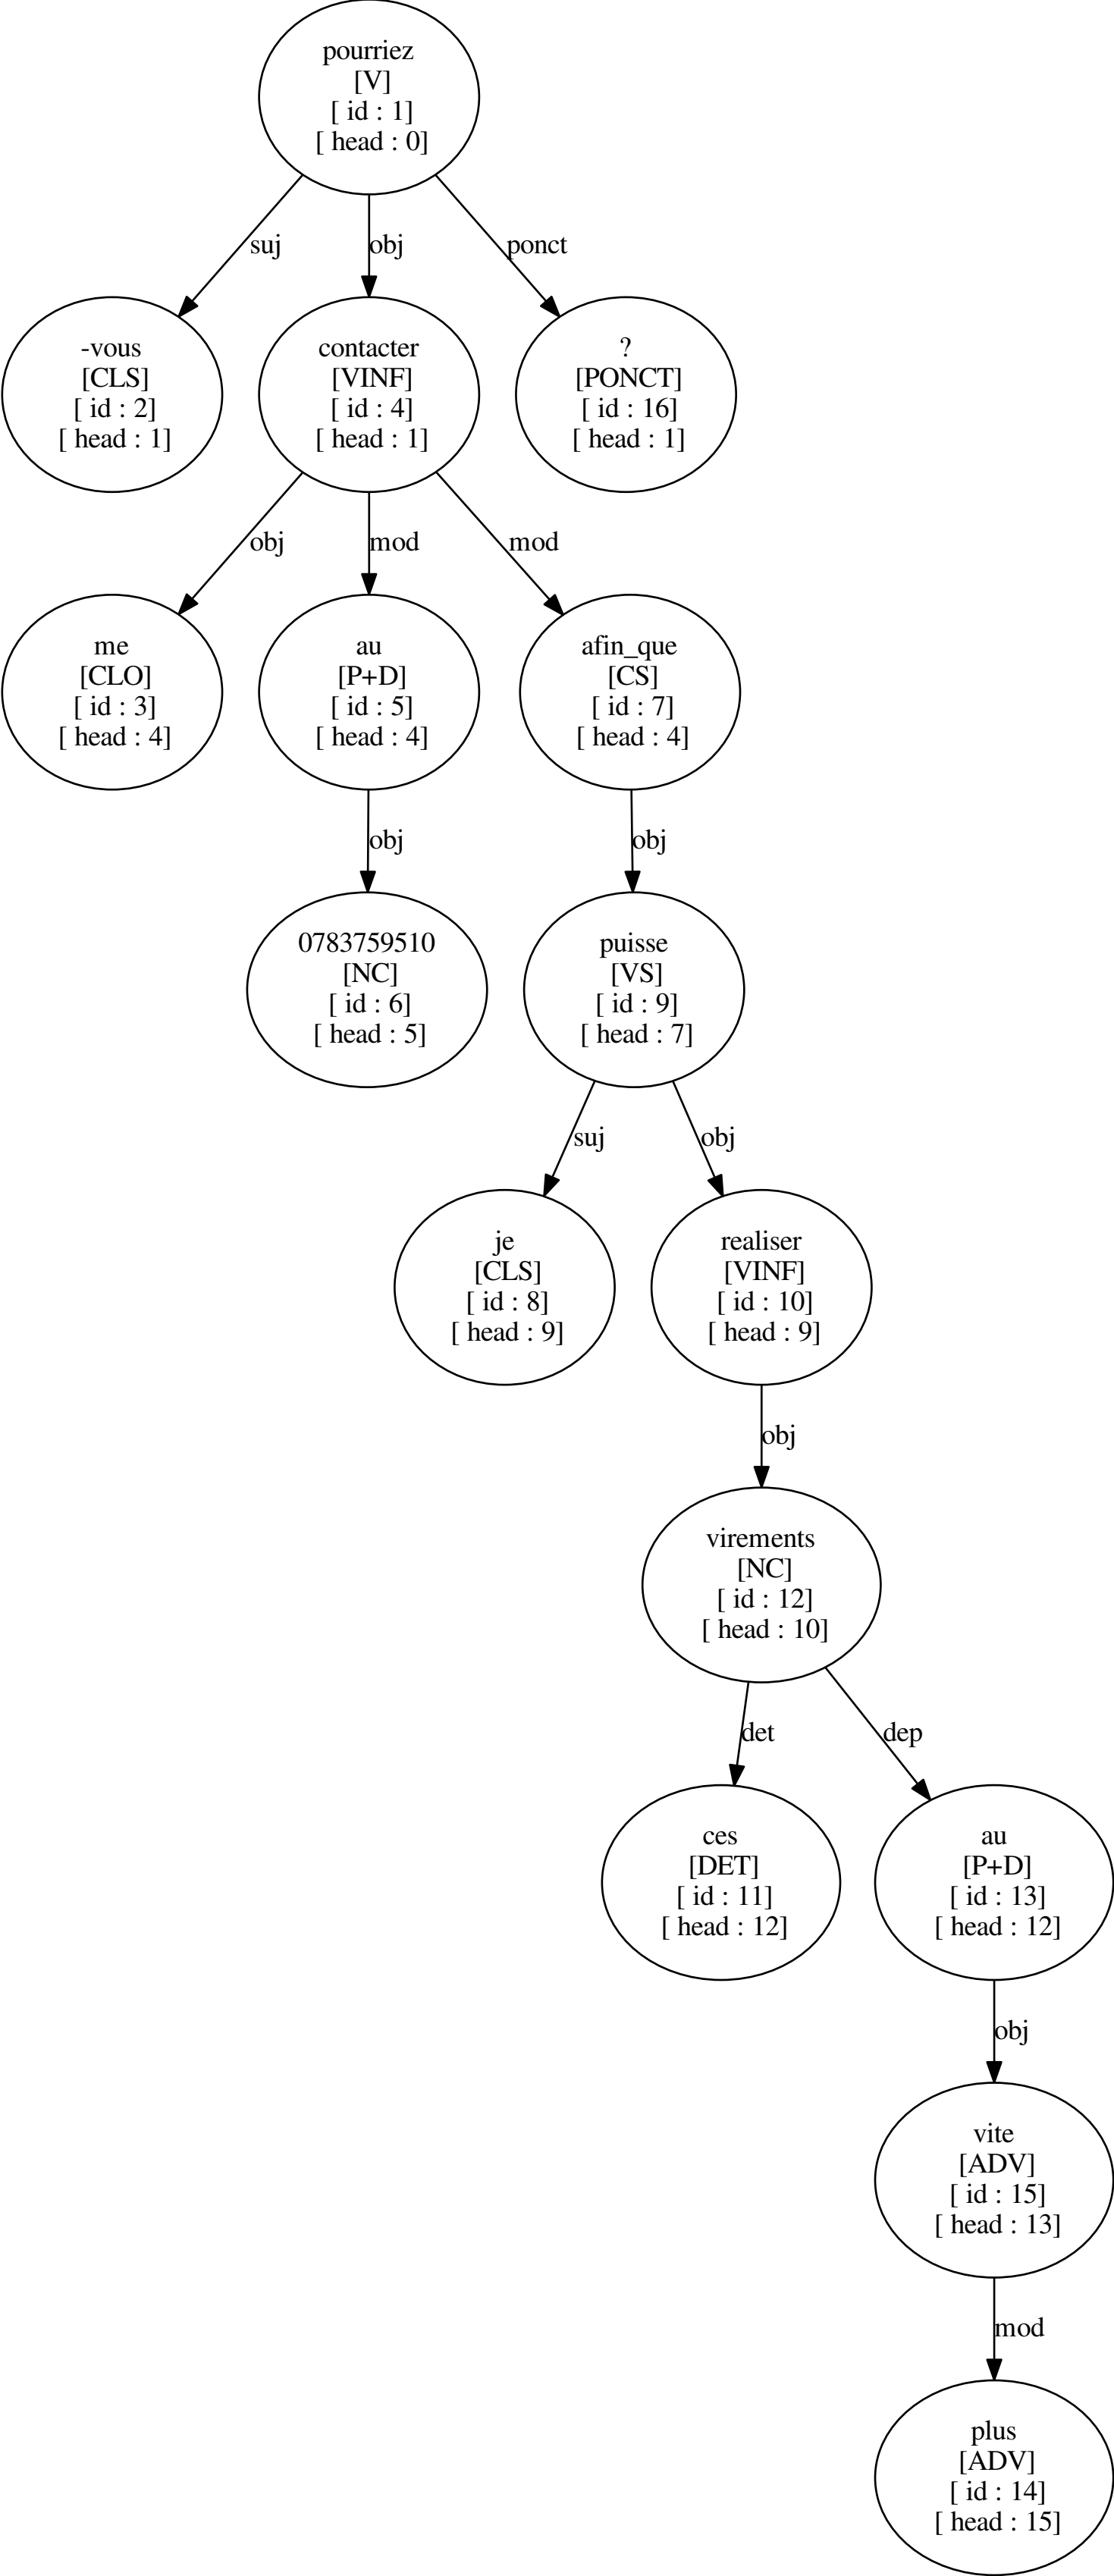 pourriez
[V]
[ id : 1]
[ head : 0]
suj
obj
ponct
-vous
[CLS]
[ id : 2]
[ head : 1]
contacter
[VINF]
[ id : 4]
[ head : 1]
?
[PONCT]
[ id : 16]
[ head : 1]
obj
mod
mod
me
[CLO]
[ id : 3]
[ head : 4]
au
[P+D]
[ id : 5]
[ head : 4]
afin_que
[CS]
[ id : 7]
[ head : 4]
obj
obj
0783759510
[NC]
[ id : 6]
[ head : 5]
puisse
[VS]
[ id : 9]
[ head : 7]
suj
obj
je
[CLS]
[ id : 8]
[ head : 9]
realiser
[VINF]
[ id : 10]
[ head : 9]
obj
virements
[NC]
[ id : 12]
[ head : 10]
det
dep
ces
[DET]
[ id : 11]
[ head : 12]
au
[P+D]
[ id : 13]
[ head : 12]
obj
vite
[ADV]
[ id : 15]
[ head : 13]
mod
plus
[ADV]
[ id : 14]
[ head : 15]